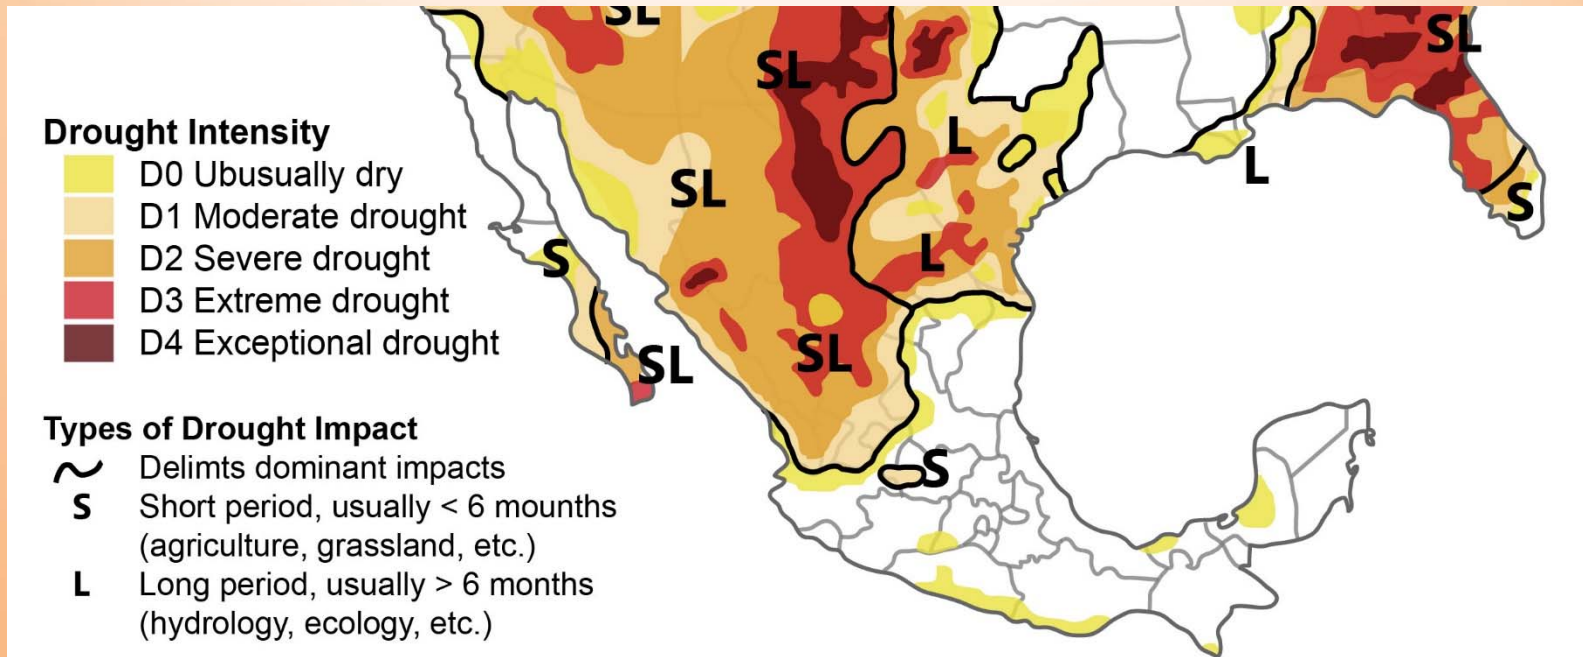 SL
SL
SL
L
L
Drought Intensity
D0 Ubusually dry
D1 Moderate drought
D2 Severe drought
D3 Extreme drought
D4 Exceptional drought
SL
S
L
S
SL
SL
Types of Drought Impact
Delimts dominant impacts
S Short period, usually < 6 mounths
(agriculture, grassland, etc.)
L Long period, usually > 6 months
(hydrology, ecology, etc.)
S